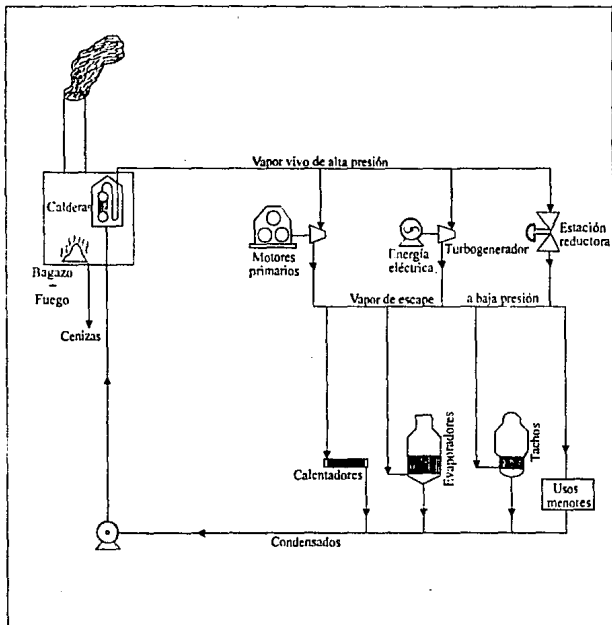 Vapor vivo de alta presión
Calderas
Bagazo
–
Fuego
Cenizas
Motores
primarios
Energía
eléctrica
Turbogenerador
Estación
reductora
Vapor de escape a baja presión
Calentadores
Evaporadores
Tachos
Usos
menores
Condensados